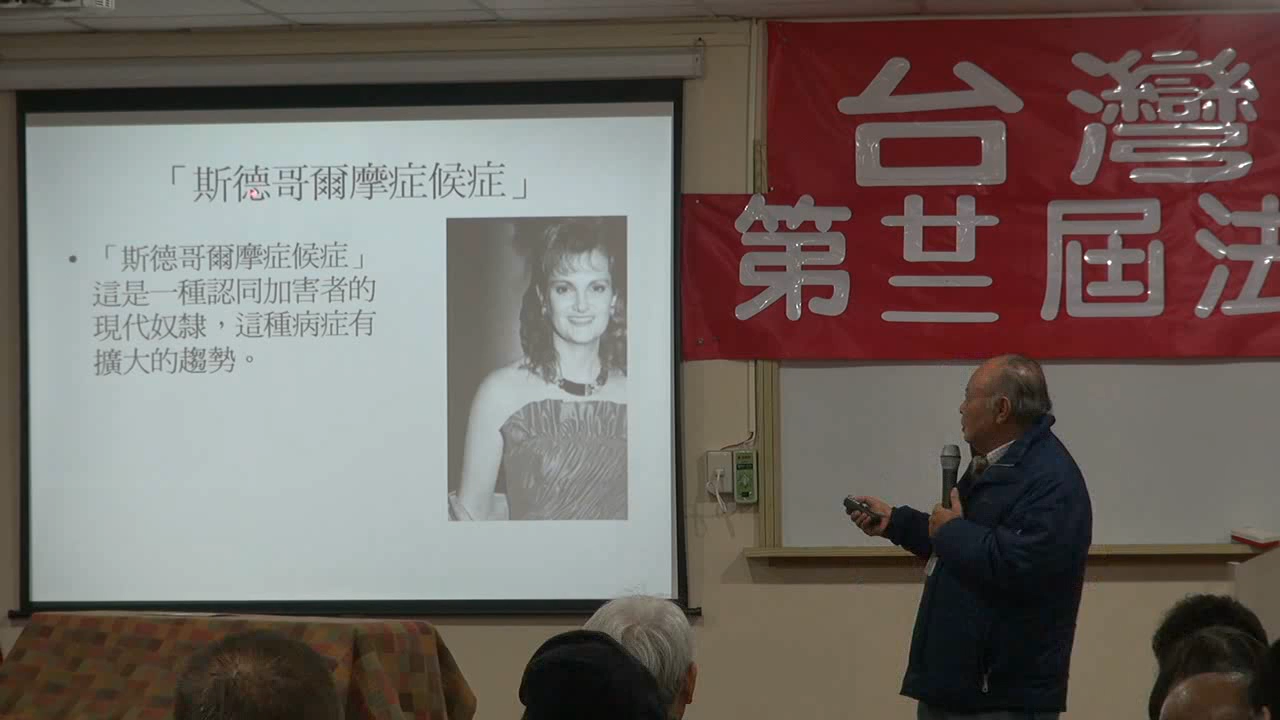 「斯德哥爾摩症候症」
•「斯德哥爾摩症候症」
這是一種認同加害者的
現代奴隸，這種病症有
擴大的趨勢。
台灣
第廿二屆法